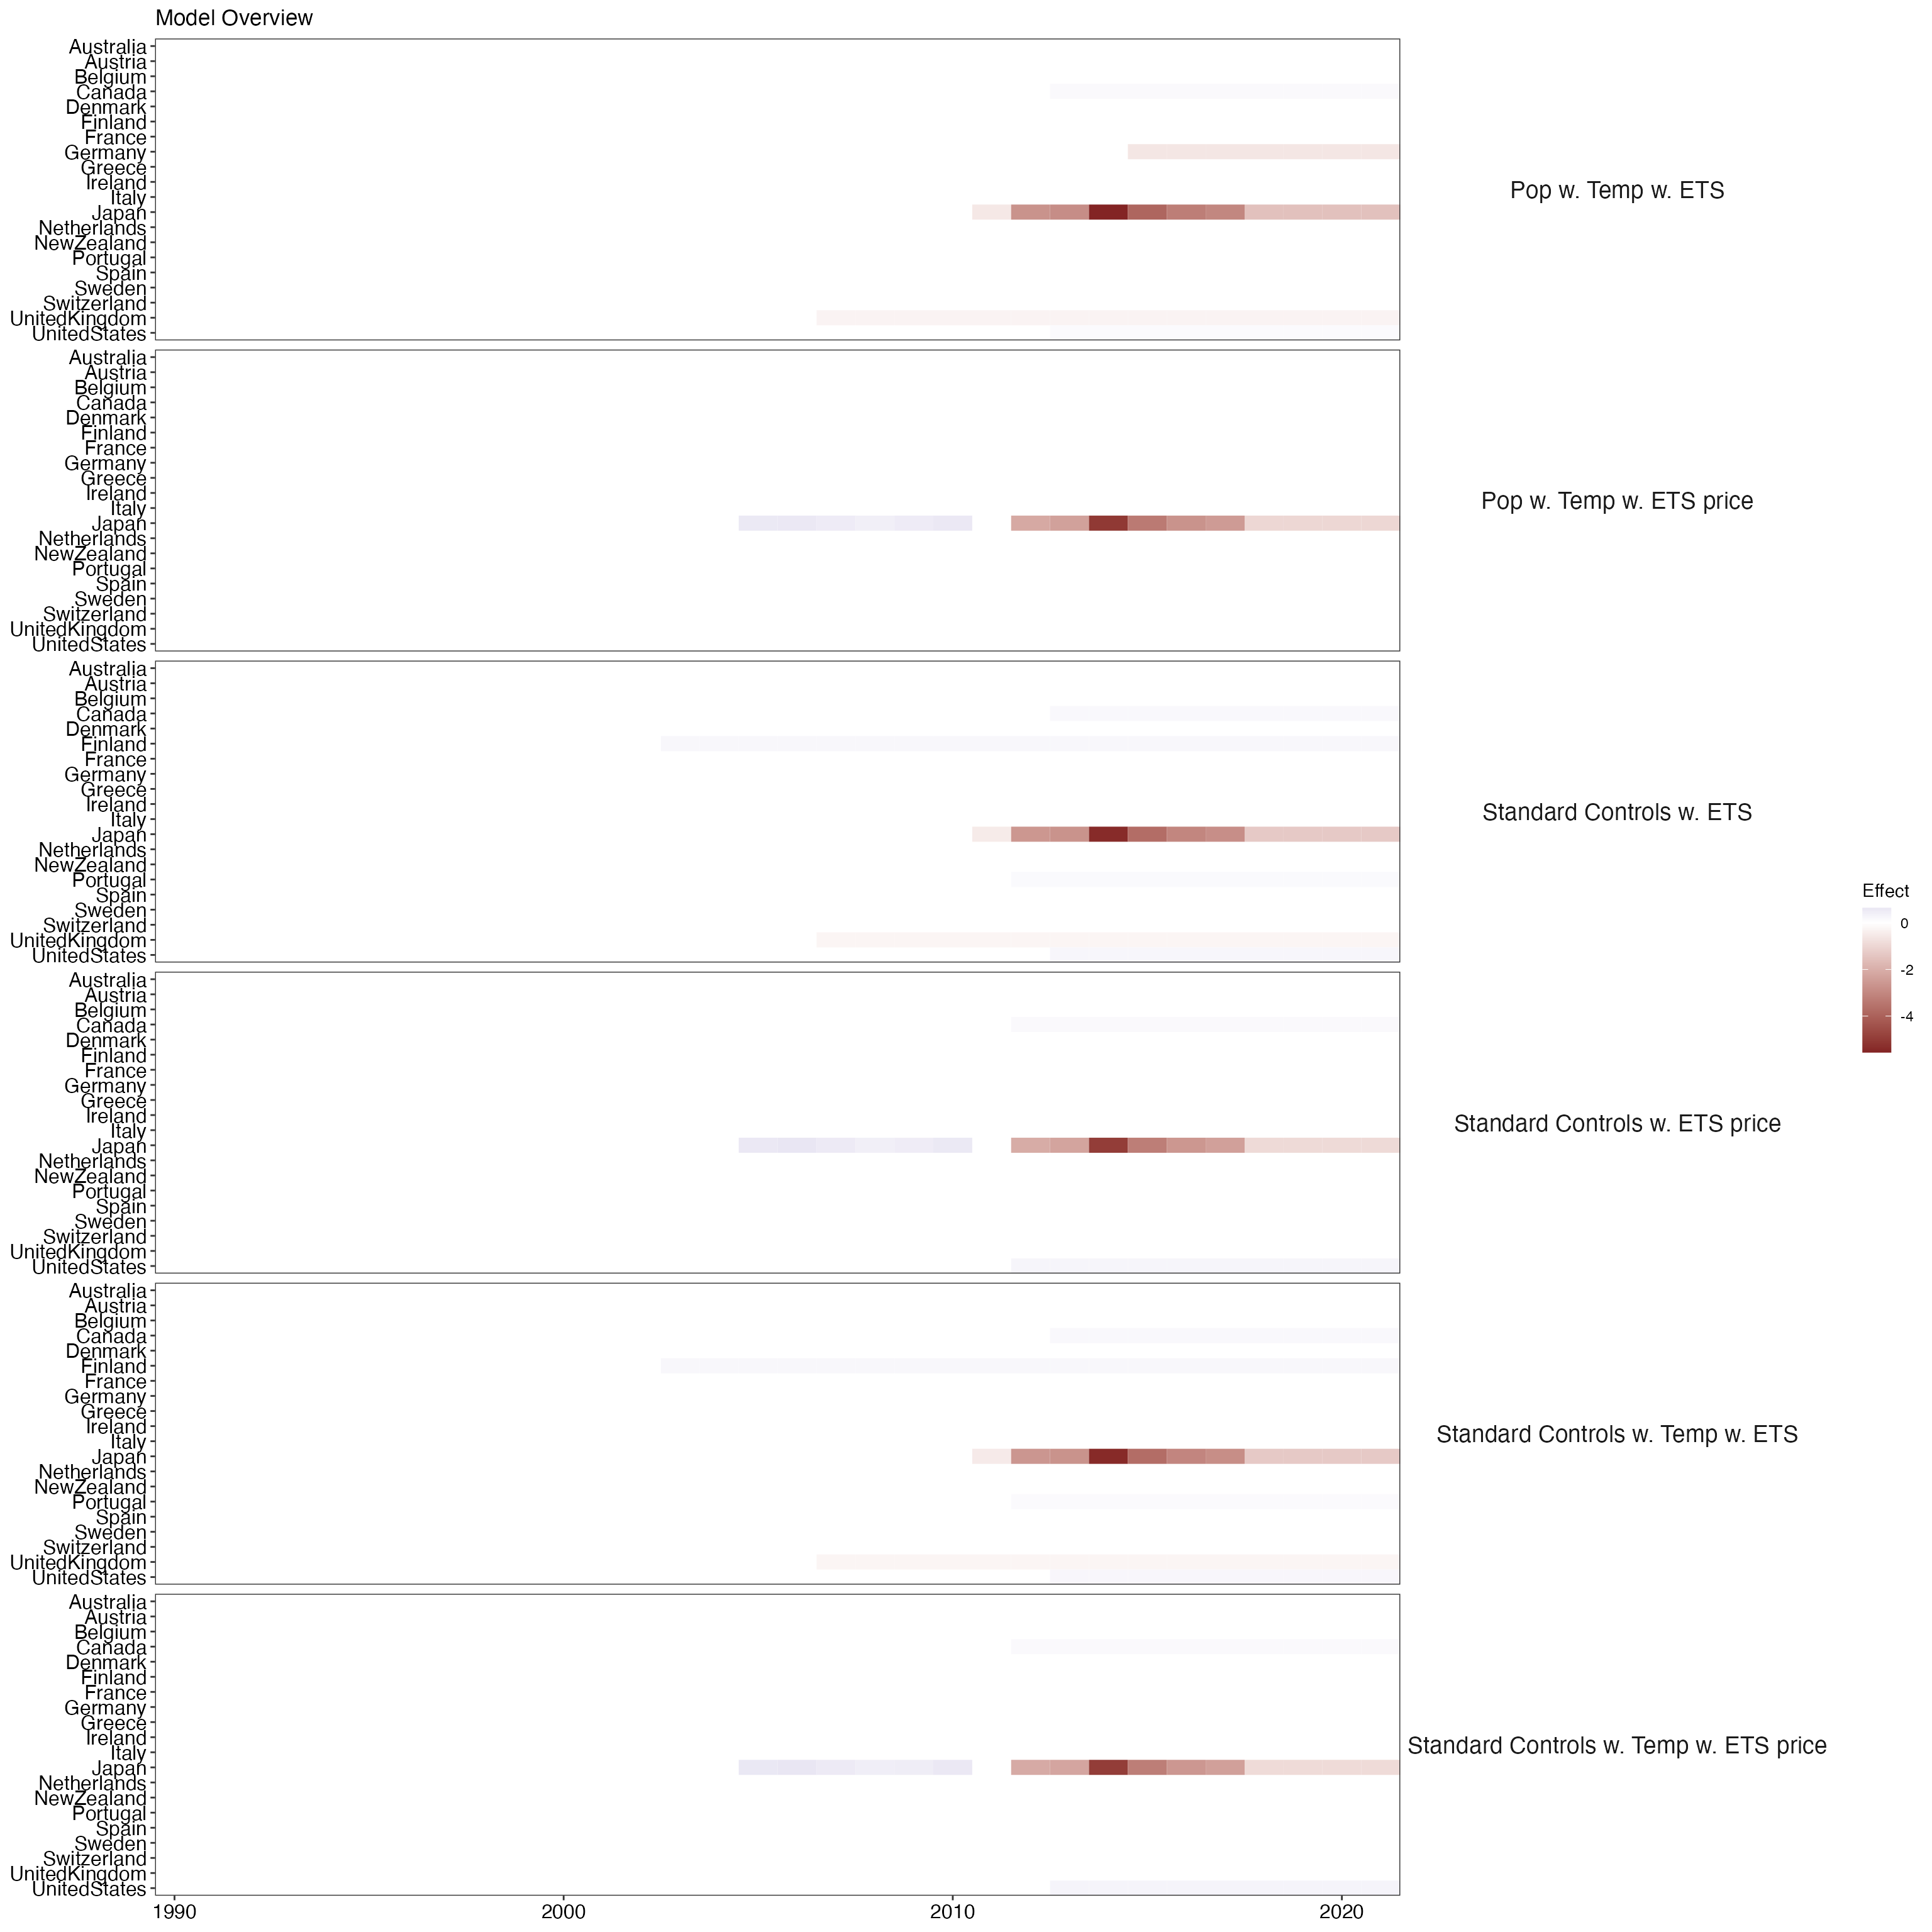 Model Overview
Australia
Austria
Belgium
Canada
Denmark
Finland
France
Germany
Greece
Ireland
Italy
Japan
Netherlands
NewZealand
Portugal
Spain
Sweden
Switzerland
UnitedKingdom
UnitedStates
Pop w. Temp w. ETS
Australia
Austria
Belgium
Canada
Denmark
Finland
France
Germany
Greece
Ireland
Italy
Japan
Netherlands
NewZealand
Portugal
Spain
Sweden
Switzerland
UnitedKingdom
UnitedStates
Pop w. Temp w. ETS price
Australia
Austria
Belgium
Canada
Denmark
Finland
France
Germany
Greece
Ireland
Italy
Japan
Netherlands
NewZealand
Portugal
Spain
Sweden
Switzerland
UnitedKingdom
UnitedStates
Standard Controls w. ETS
Australia
Austria
Belgium
Canada
Denmark
Finland
France
Germany
Greece
Ireland
Italy
Japan
Netherlands
NewZealand
Portugal
Spain
Sweden
Switzerland
UnitedKingdom
UnitedStates
Standard Controls w. ETS price
Australia
Austria
Belgium
Canada
Denmark
Finland
France
Germany
Greece
Ireland
Italy
Japan
Netherlands
NewZealand
Portugal
Spain
Sweden
Switzerland
UnitedKingdom
UnitedStates
Standard Controls w. Temp w. ETS
Australia
Austria
Belgium
Canada
Denmark
Finland
France
Germany
Greece
Ireland
Italy
Japan
Netherlands
NewZealand
Portugal
Spain
Sweden
Switzerland
UnitedKingdom
UnitedStates
Standard Controls w. Temp w. ETS price
1990 2000 2010 2020
Effect
0
-2
-4